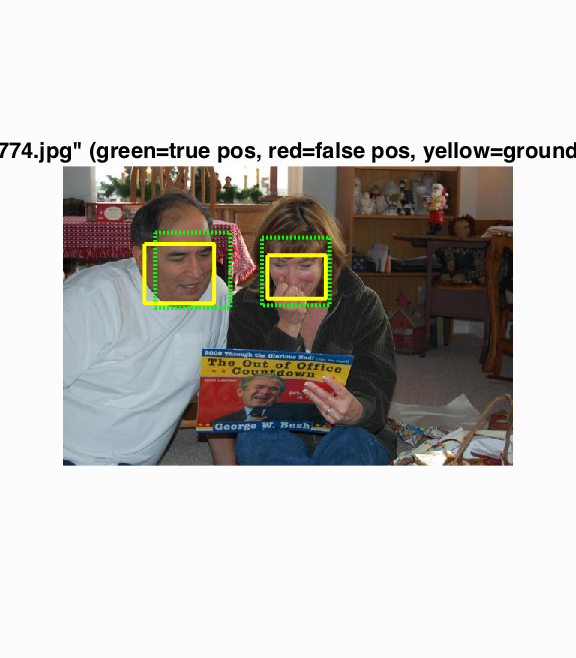 774.jpg" (green=true pos, red=false pos, yellow=ground
2008 Through the Glorious End!
The Out of Office
Countdown
George W. Bush